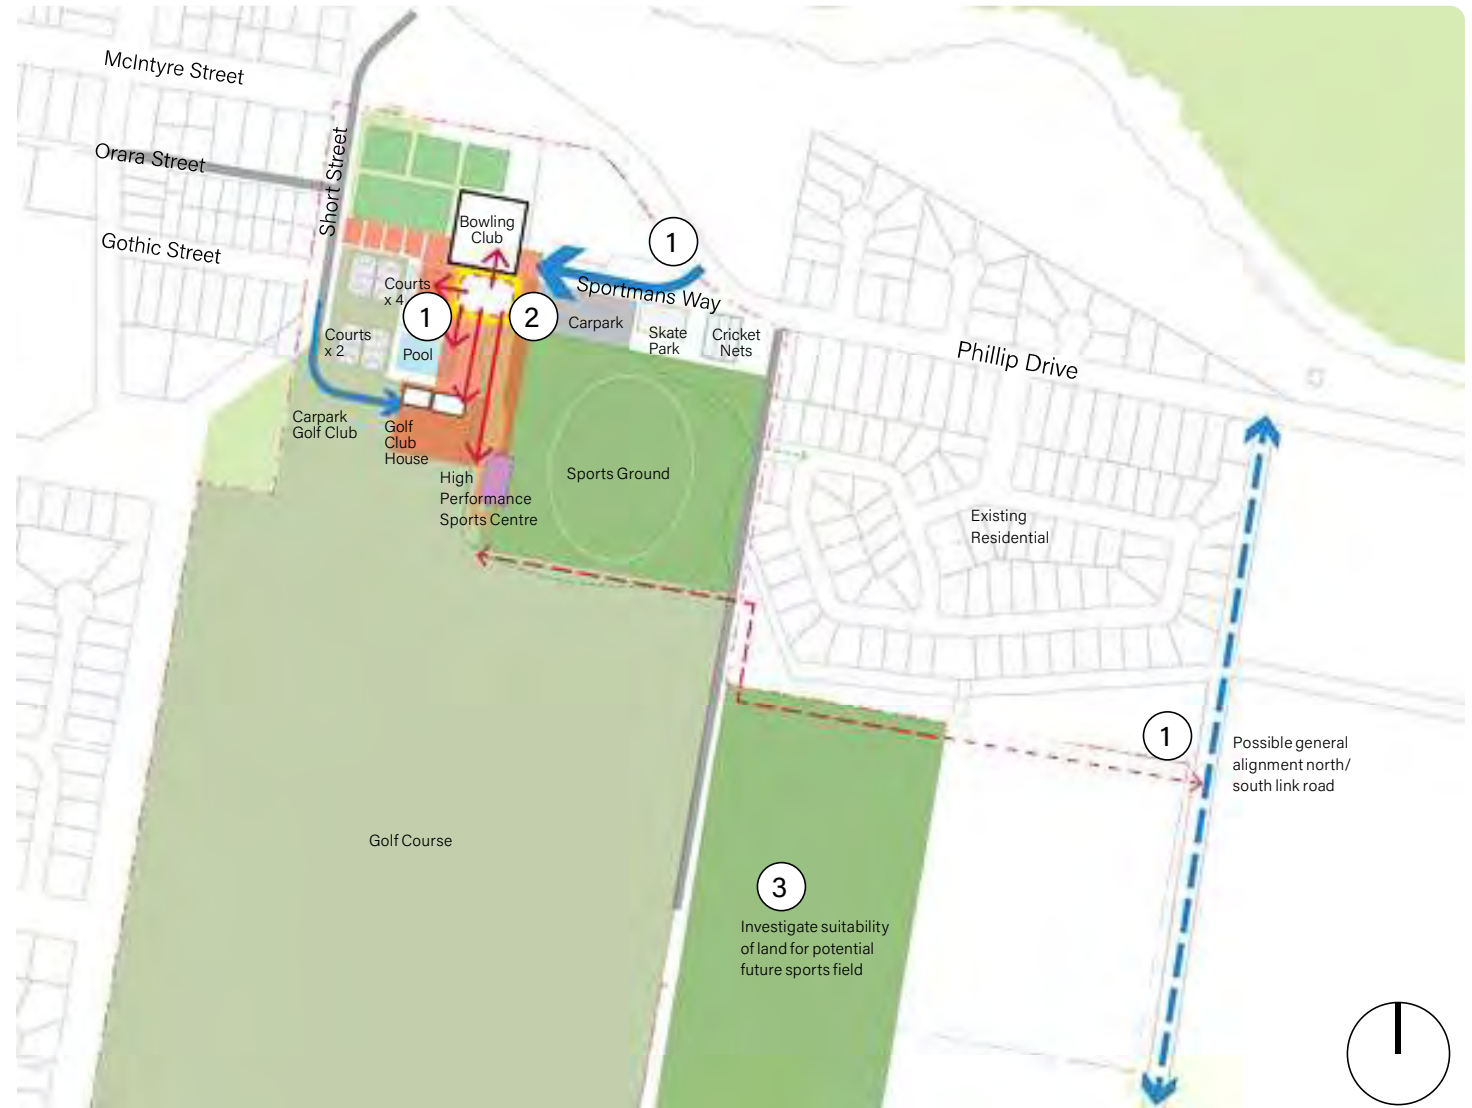 McIntyre Street
Orara Street
Short Street
Gothic Street
Bowling
Club
1
Sportmans Way
Courts
x 4
1
2
Carpark
Skate
Park
Cricket
Nets
Courts
x 2
Pool
Phillip Drive
Carpark
Golf Club
Golf
Club
House
High
Performance
Sports Centre
Sports Ground
Existing
Residential
1
Possible general
alignment north/
south link road
Golf Course
3
Investigate suitability
of land for potential
future sports field